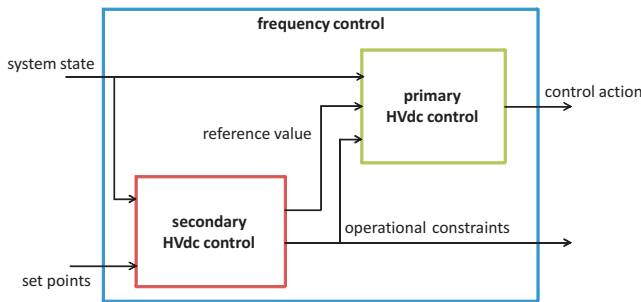 frequency control
system state
primary
HVdc control
control action
reference value
secondary
HVdc control
operational constraints
set points